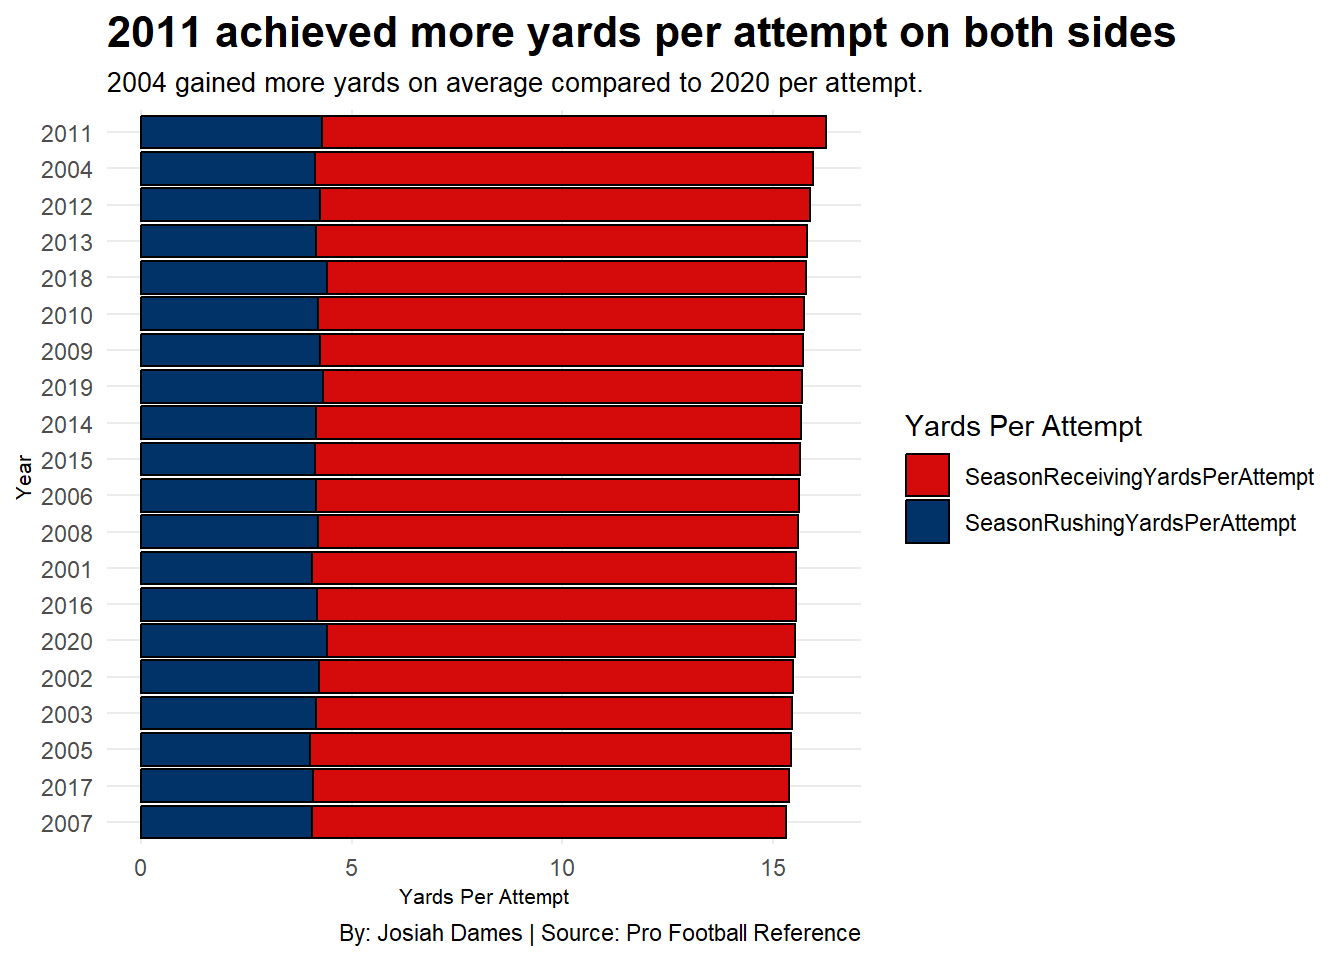 2011 achieved more yards per attempt on both sides
2004 gained more yards on average compared to 2020 per attempt.
2011
2004
2012
2013
2018
2010
2009
2019
2014
2015
2006
2008
2001
2016
2020
2002
2003
2005
2017
2007
Year
0 5 10 15
Yards Per Attempt
Yards Per Attempt
SeasonReceivingYardsPerAttempt
SeasonRushingYardsPerAttempt
By: Josiah Dames | Source: Pro Football Reference